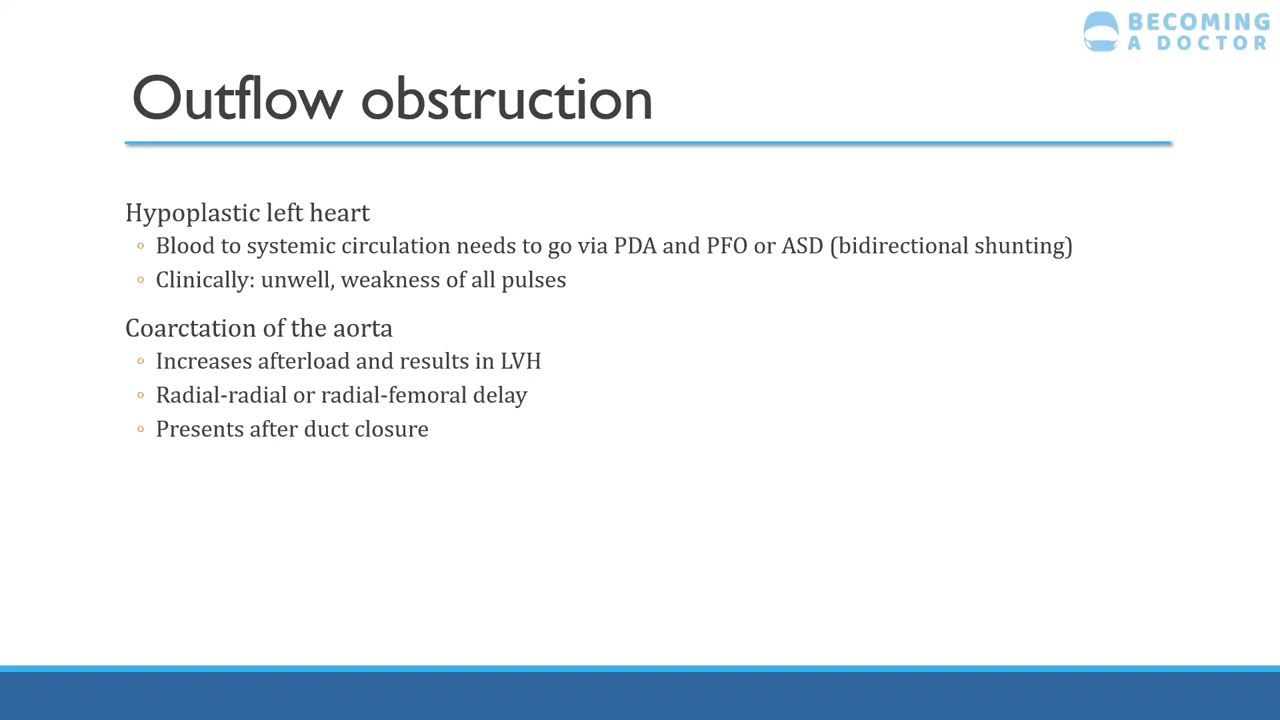 BECOMING
A DOCTOR
Outflow obstruction
Hypoplastic left heart
◦ Blood to systemic circulation needs to go via PDA and PFO or ASD (bidirectional shunting)
◦ Clinically: unwell, weakness of all pulses
Coarctation of the aorta
◦ Increases afterload and results in LVH
◦ Radial-radial or radial-femoral delay
◦ Presents after duct closure